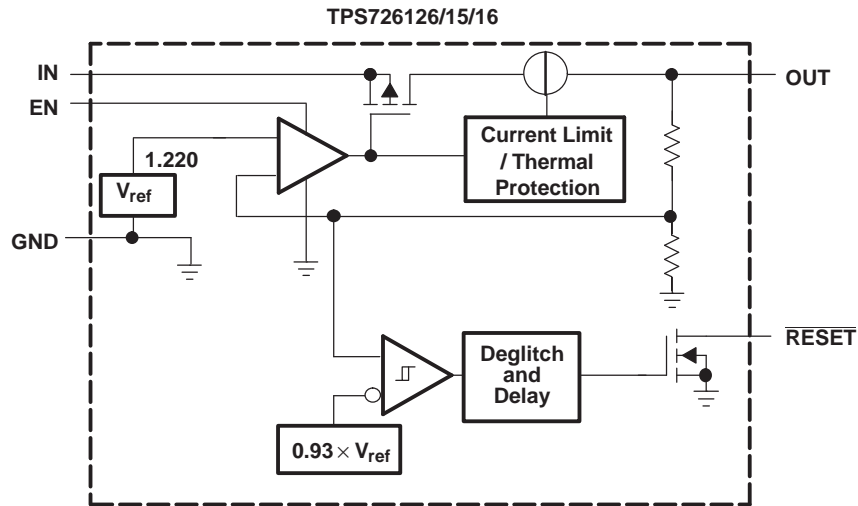 TPS726126/15/16
IN
OUT
EN
Current Limit
/ Thermal
Protection
1.220
Vref
GND
RESET
Deglitch
and
Delay
0.93 × Vref